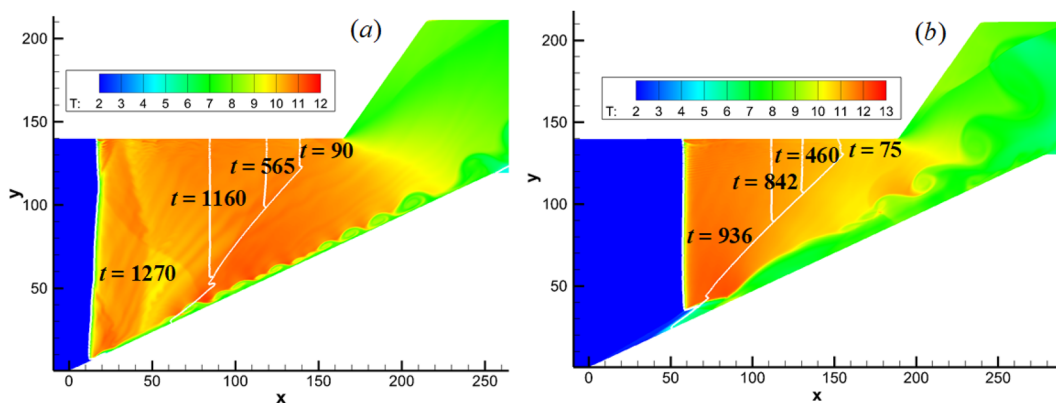 (a)
200
T: 2 3 4 5 6 7 8 9 10 11 12
150
t = 90
t = 565
t = 1160
y
100
t = 1270
50
0 50 100 150 200 250
x
(b)
200
T: 2 3 4 5 6 7 8 9 10 11 12 13
150
t = 75
t = 460
t = 842
y
100
t = 936
50
0
0 50 100 150 200 250
x